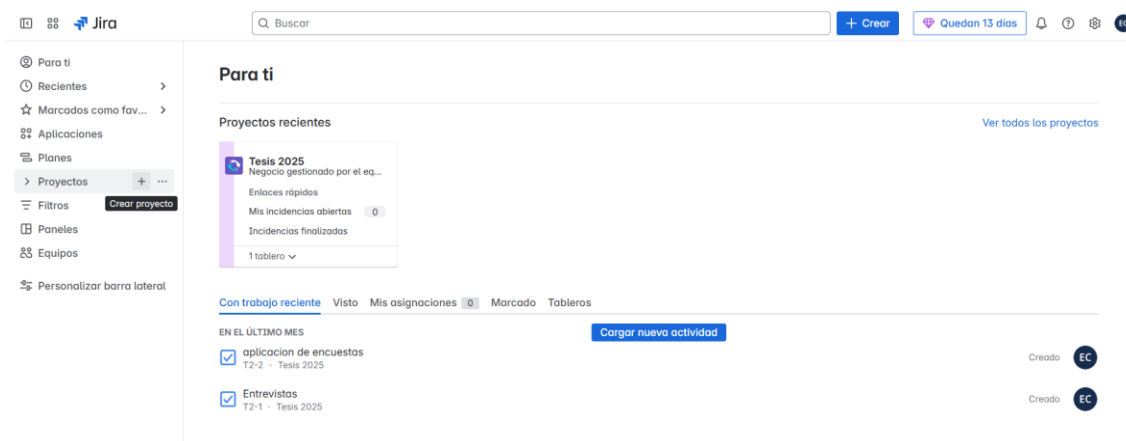 Jira
Buscar
+ Crear
Quedan 13 días
EC
Para ti
Recientes
Marcados como fav...
Aplicaciones
Planes
Proyectos
Crear proyecto
Filtros
Paneles
Equipos
Personalizar barra lateral
Para ti
Proyectos recientes
Ver todos los proyectos
Tesis 2025
Negocio gestionado por el eq...
Enlaces rápidos
Mis incidencias abiertas 0
Incidencias finalizadas
1 tablero
Con trabajo reciente Visto Mis asignaciones 0 Marcado Tableros
EN EL ÚLTIMO MES
Cargar nueva actividad
aplicacion de encuestas
T2-2 · Tesis 2025
Creado EC
Entrevistas
T2-1 · Tesis 2025
Creado EC